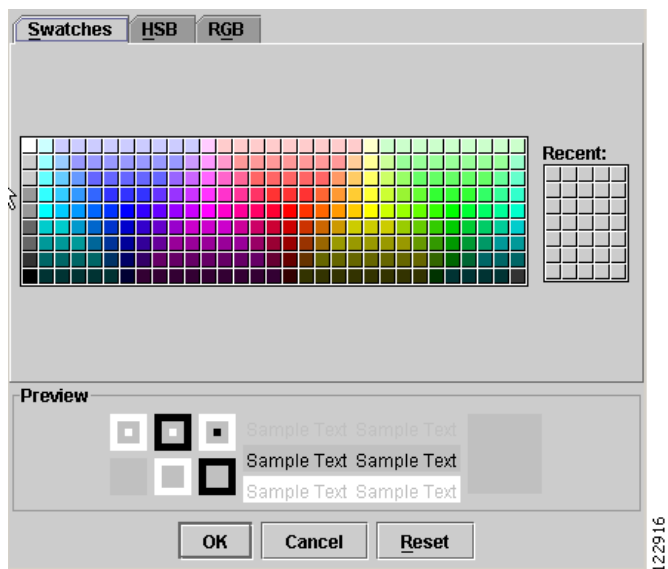 Swatches HSB RGB
Recent:
Preview
Sample Text Sample Text
Sample Text Sample Text
Sample Text Sample Text
OK Cancel Reset
122916